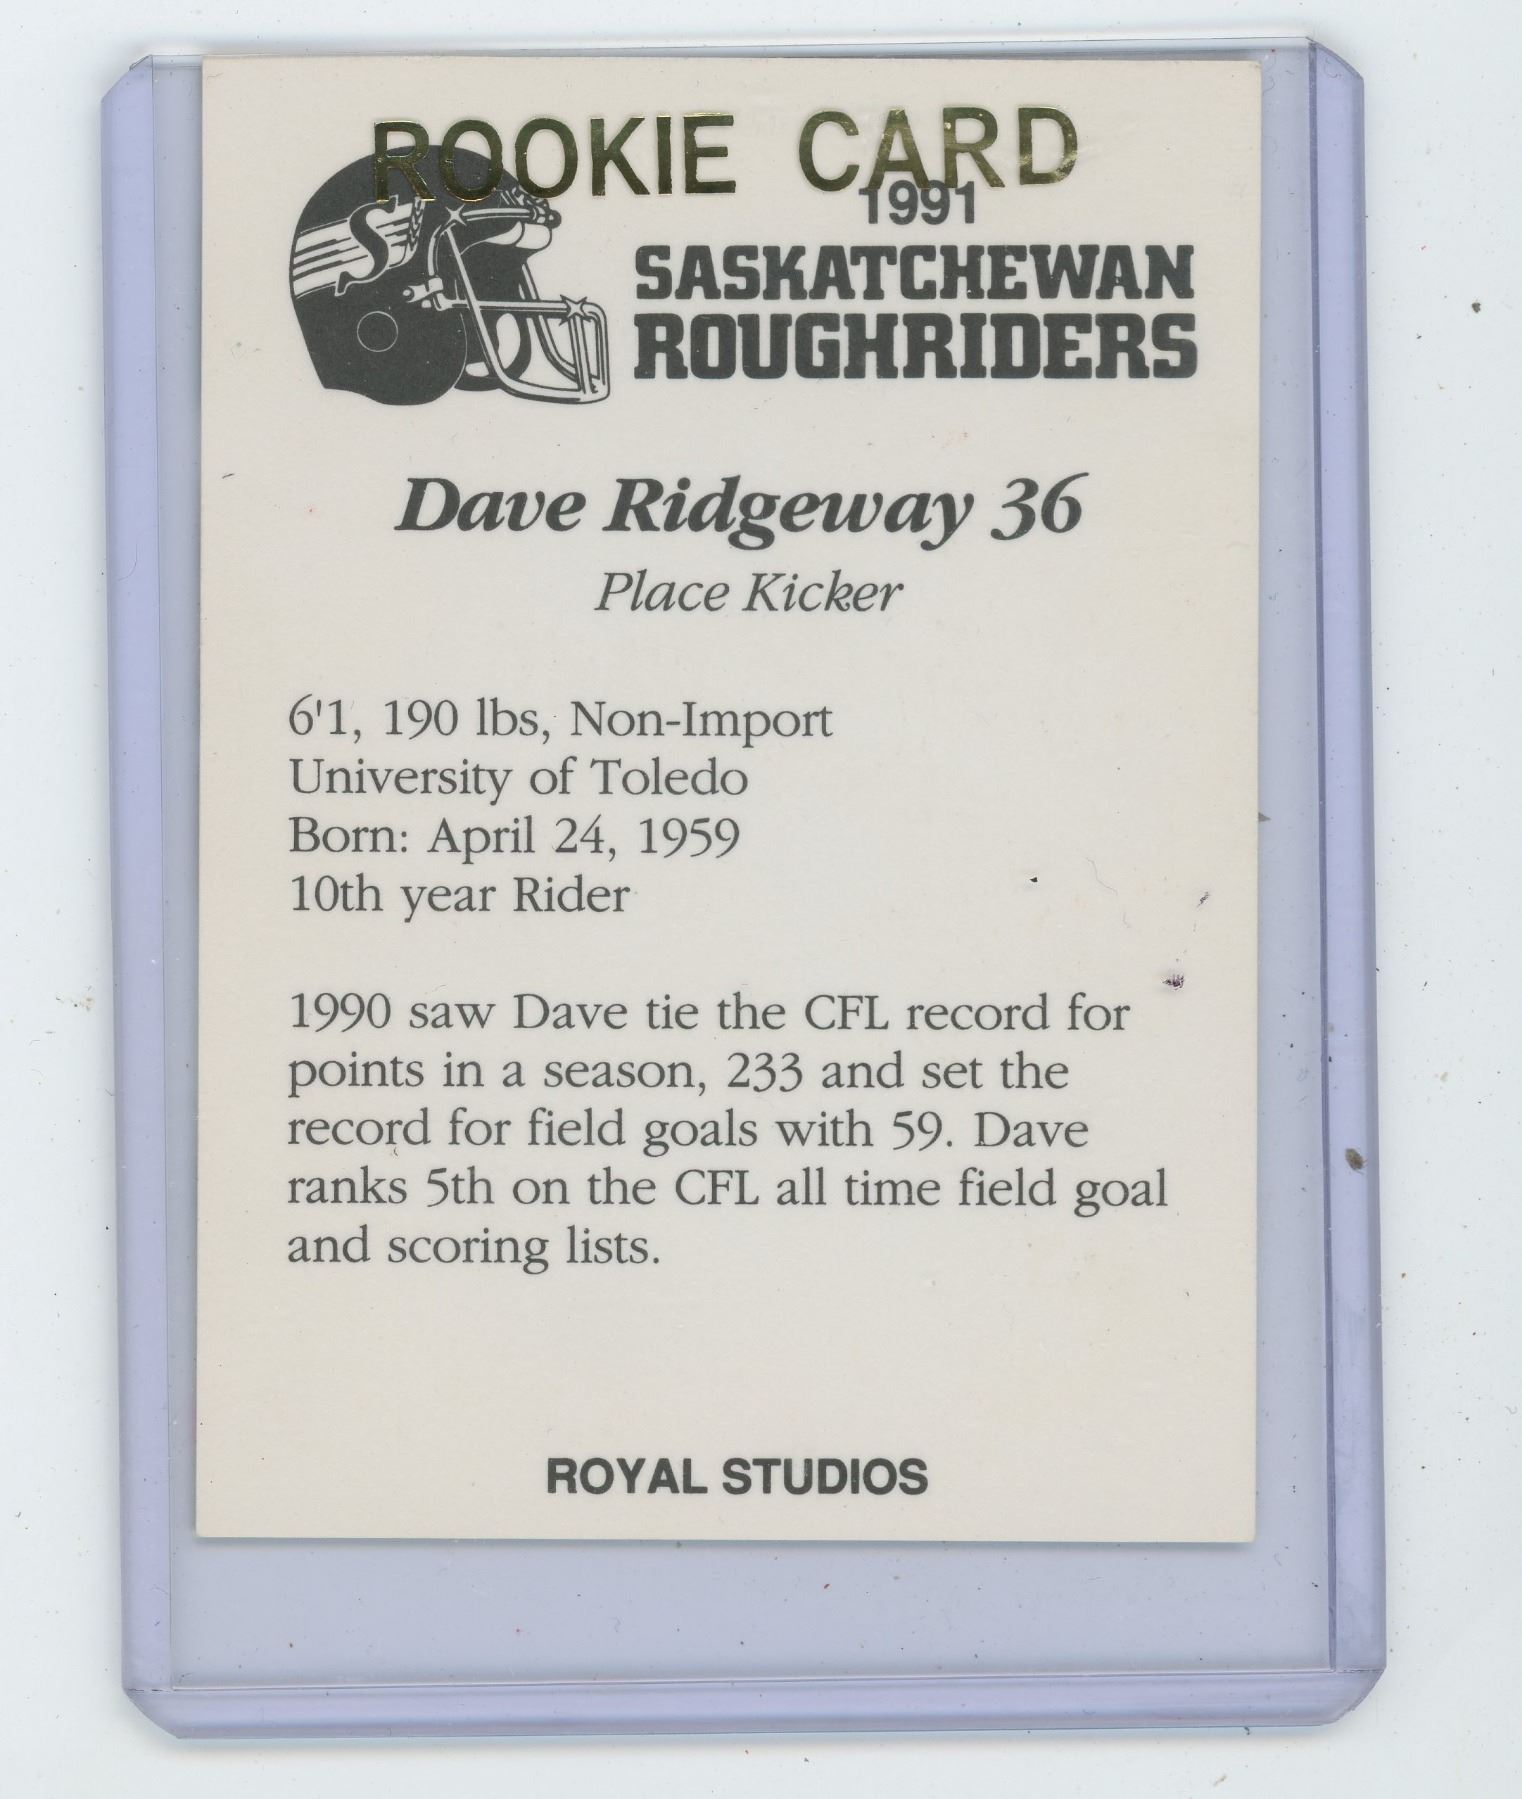 ROOKIE CARD
1991
SASKATCHEWAN
ROUGHRIDERS
S
Dave Ridgeway 36
Place Kicker
6'1, 190 lbs, Non-Import
University of Toledo
Born: April 24, 1959
10th year Rider
1990 saw Dave tie the CFL record for
points in a season, 233 and set the
record for field goals with 59. Dave
ranks 5th on the CFL all time field goal
and scoring lists.
ROYAL STUDIOS